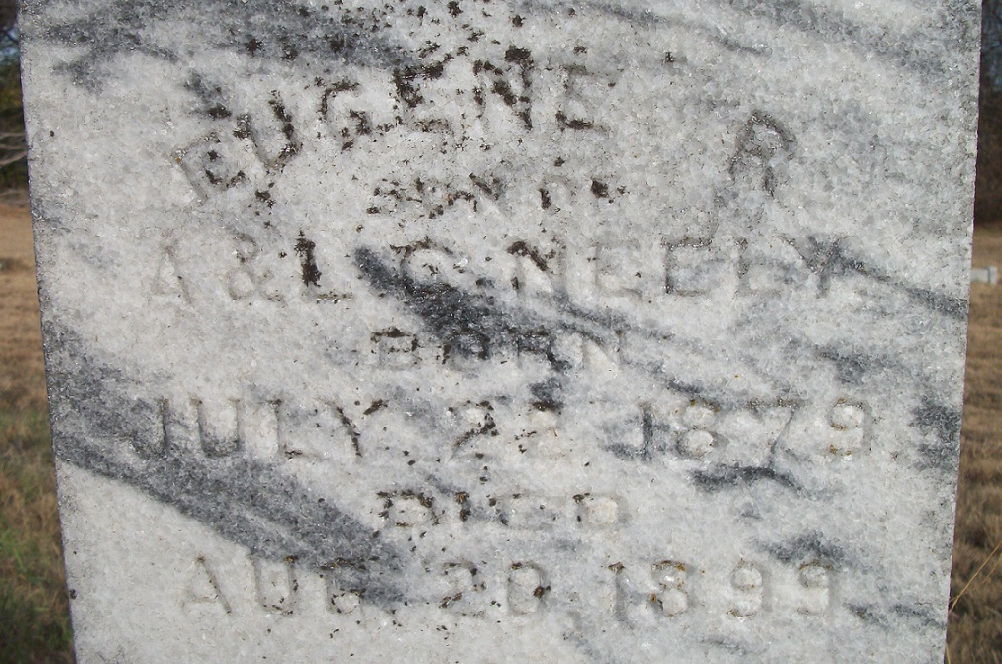 EUGENE R
SON OF
A & L. C. NEELY
BORN
JULY 22, 1879.
DIED
AUG. 20, 1899